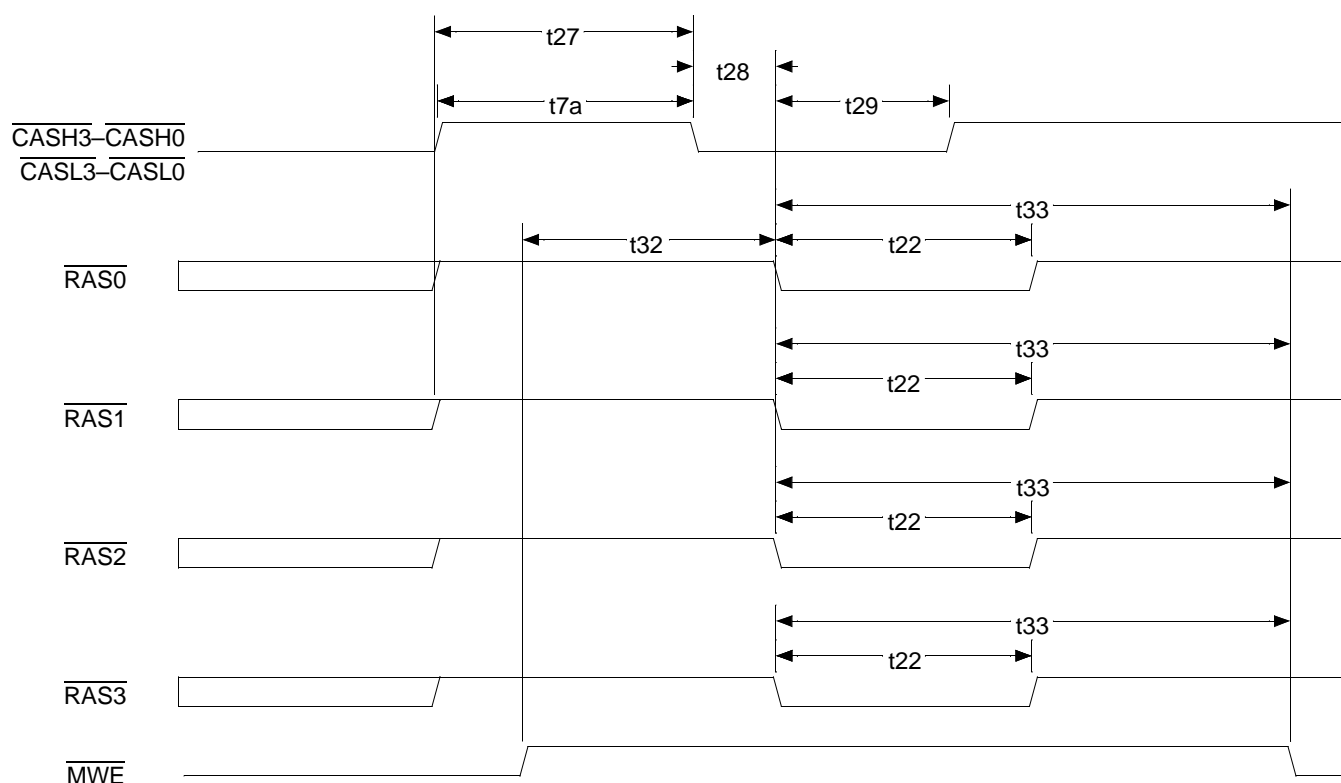 t27
t28
t7a
t29
CASH3–CASH0
CASL3–CASL0
t33
t32
t22
RAS0
t33
t22
RAS1
t33
t22
RAS2
t33
t22
RAS3
MWE